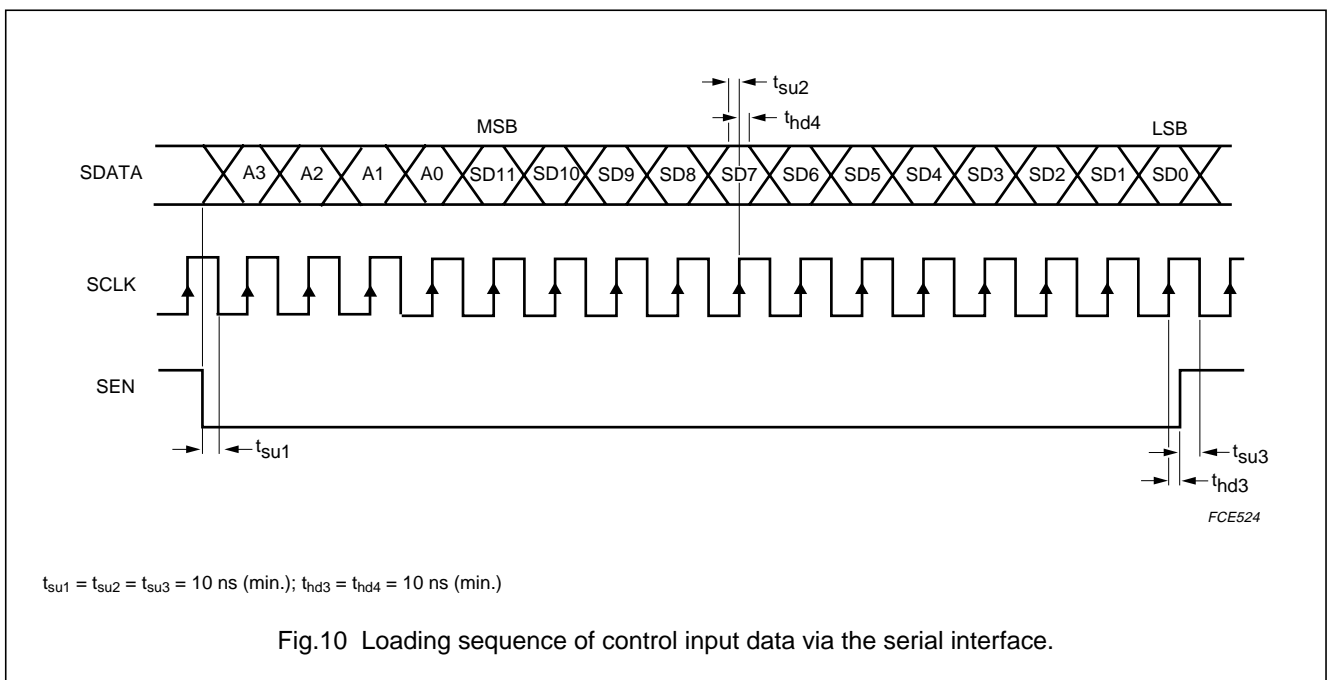 tsu2
thd4
MSB LSB
SDATA A3 A2 A1 A0 SD11 SD10 SD9 SD8 SD7 SD6 SD5 SD4 SD3 SD2 SD1 SD0
SCLK
SEN
tsu1 tsu3
thd3
FCE524
tsu1 = tsu2 = tsu3 = 10 ns (min.); thd3 = thd4 = 10 ns (min.)
Fig.10 Loading sequence of control input data via the serial interface.